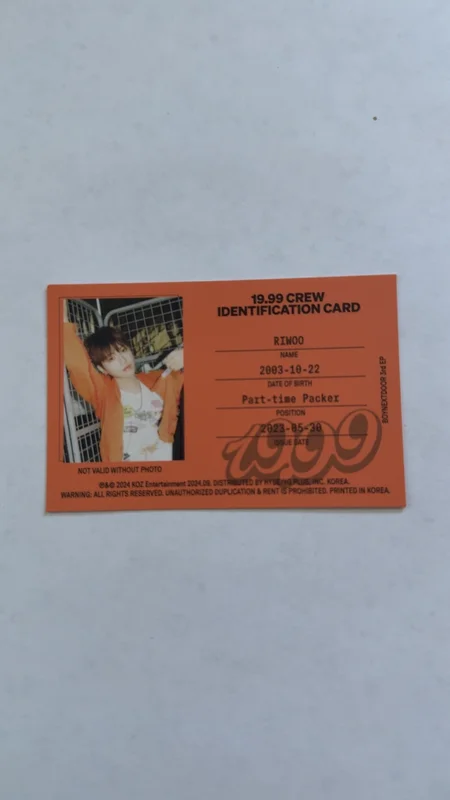 19.99 CREW
IDENTIFICATION CARD
RIWOO
NAME
2003-10-22
DATE OF BIRTH
Part-time Packer
POSITION
2023-05-30
ISSUE DATE
1999
BOYNEXTDOOR 3rd EP
NOT VALID WITHOUT PHOTO
℗&© 2024 KOZ Entertainment 2024.09. DISTRIBUTED BY YG PLUS, INC. KOREA.
WARNING: ALL RIGHTS RESERVED. UNAUTHORIZED DUPLICATION & RENT IS PROHIBITED. PRINTED IN KOREA.